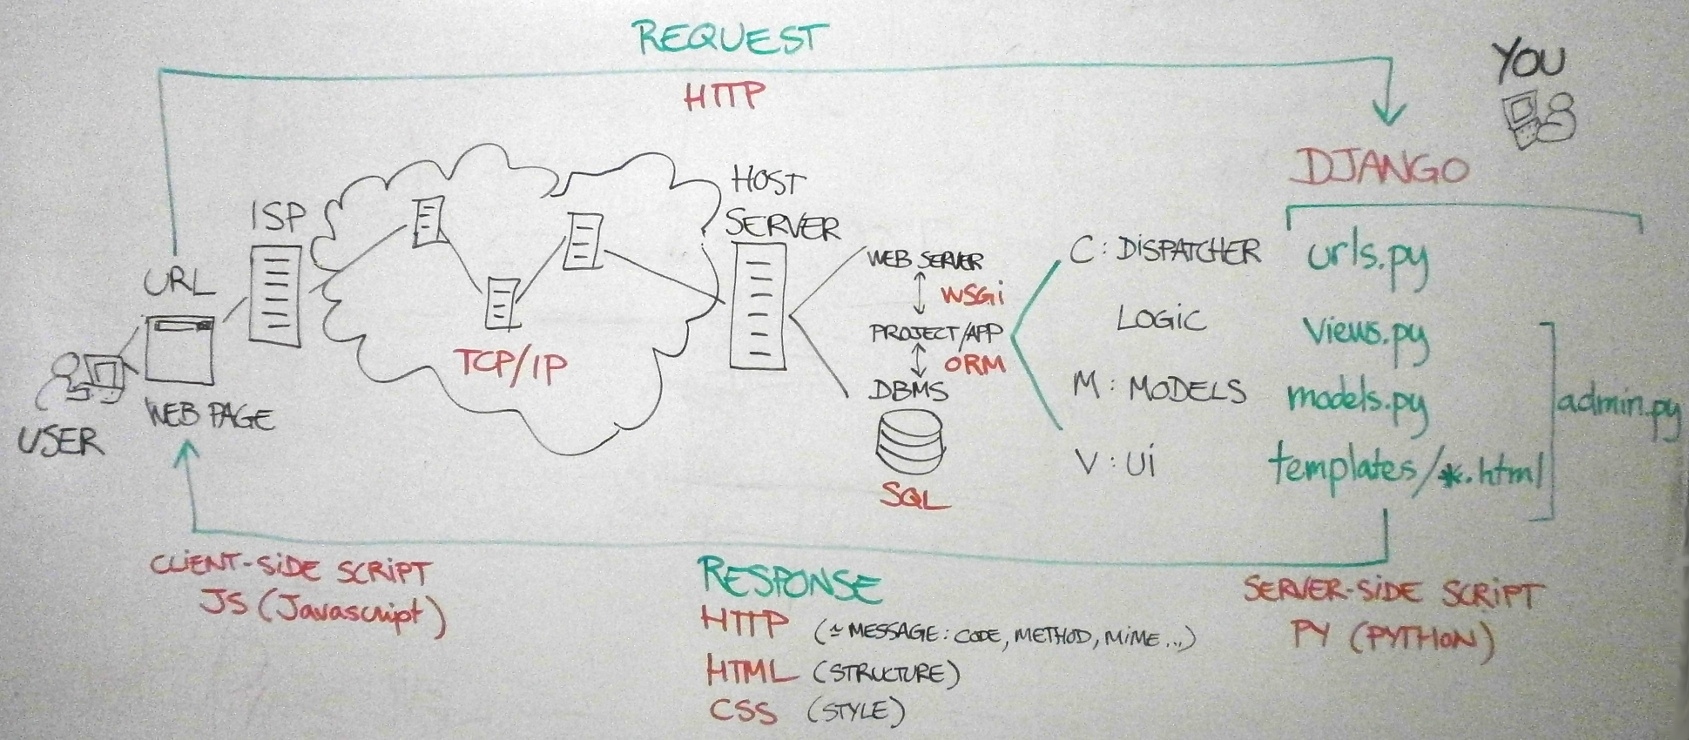 REQUEST
HTTP
YOU
DJANGO
HOST
SERVER
ISP
URL
WEB PAGE
USER
TCP/IP
WEB SERVER
WSGi
PROJECT/APP
ORM
DBMS
SQL
C: DiSPATCHER
LOGIC
M: MODELS
V: Ui
urls.py
views.py
models.py
templates/*.html
admin.py
CLiENT-SiDE SCRiPT
JS (Javascript)
RESPONSE
HTTP (≃ MESSAGE: CODE, METHOD, MiME...)
HTML (STRUCTURE)
CSS (STYLE)
SERVER-SiDE SCRiPT
PY (PYTHON)